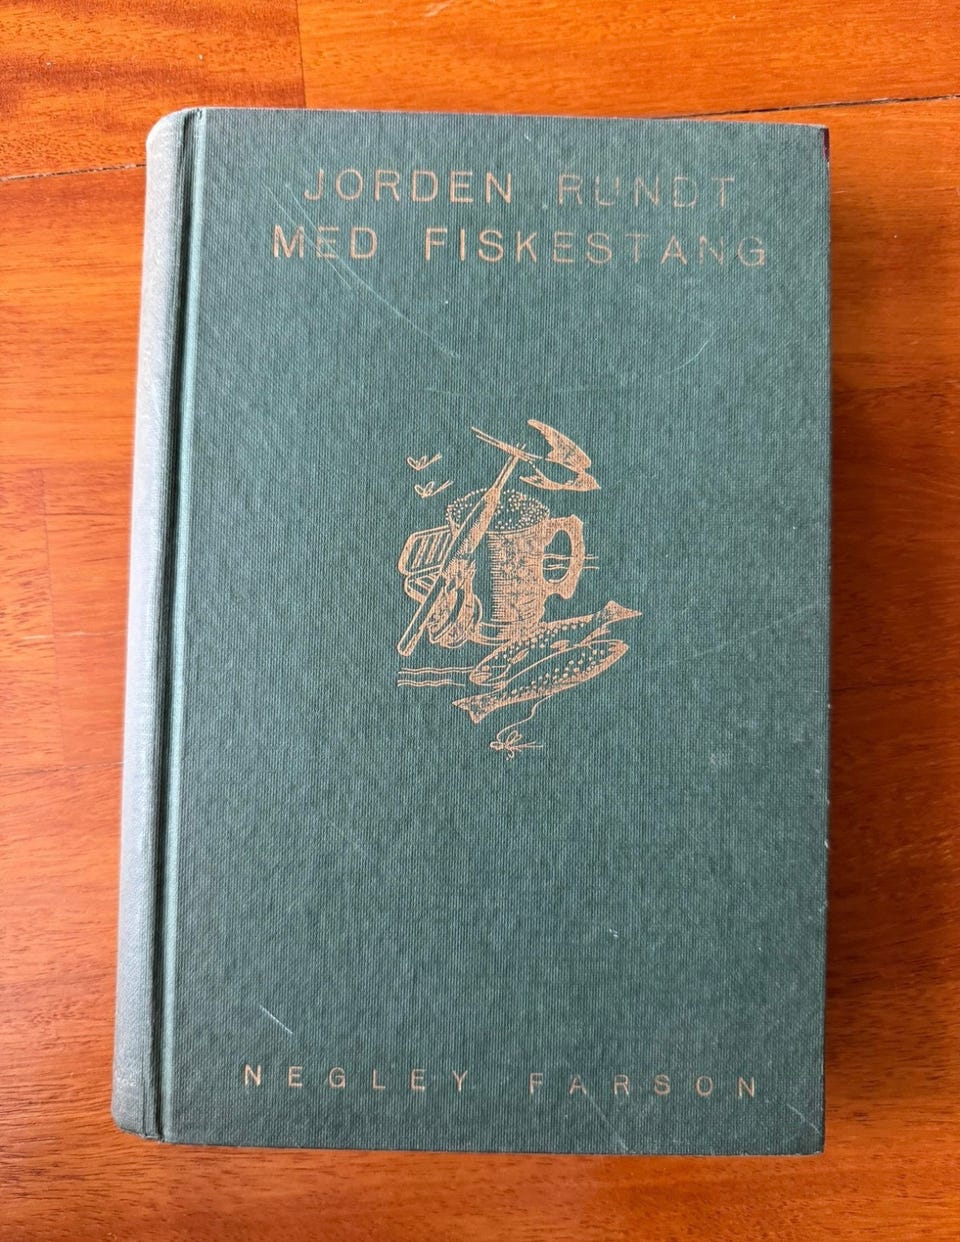 JORDEN RUNDT
MED FISKESTANG
NEGLEY FARSON